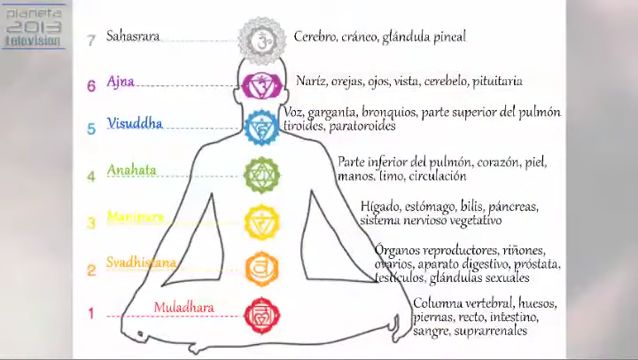 planeta
2013
televisión
7 Sahasrara
Cerebro, cráneo, glándula pineal
6 Ajna
Naríz, orejas, ojos, vista, cerebelo, pituitaria
5 Visuddha
Voz, garganta, bronquios, parte superior del pulmón
tiroides, paratoroides
4 Anahata
Parte inferior del pulmón, corazón, piel,
manos, timo, circulación
3 Manipura
Hígado, estómago, bilis, páncreas,
sistema nervioso vegetativo
2 Svadhistana
Órganos reproductores, riñones,
ovarios, aparato digestivo, próstata,
testículos, glándulas sexuales
1 Muladhara
Columna vertebral, huesos,
piernas, recto, intestino,
sangre, suprarrenales